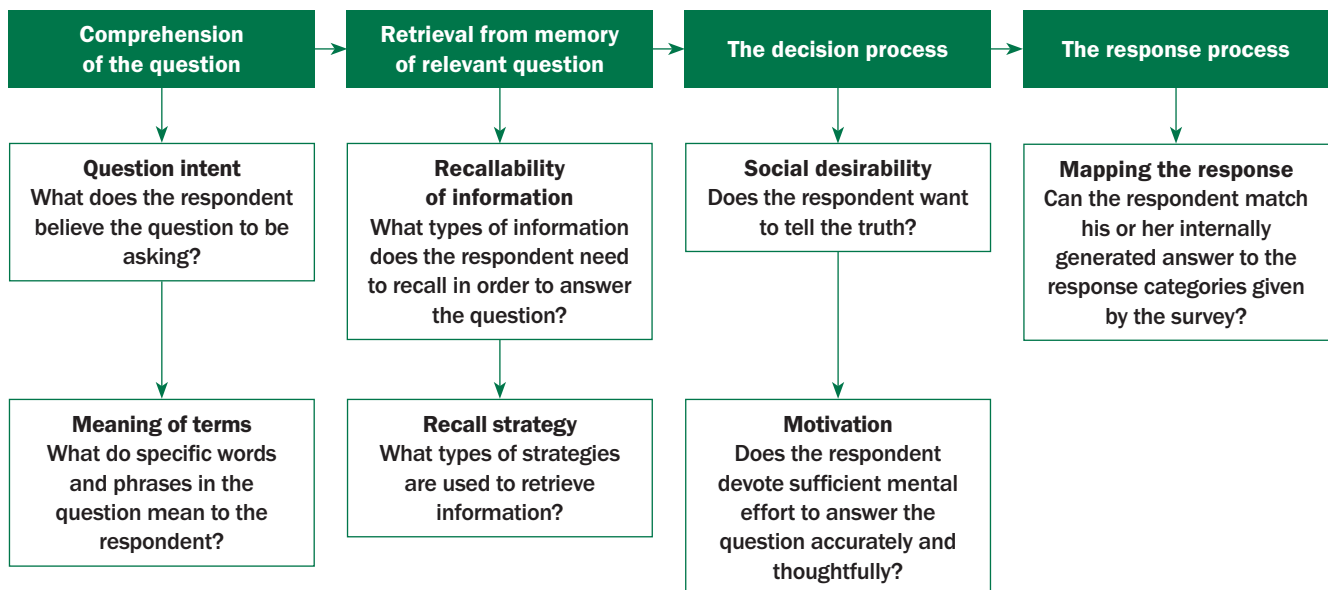 Comprehension
of the question
Retrieval from memory
of relevant question
The decision process
The response process
Question intent
What does the respondent
believe the question to be
asking?
Recallability
of information
What types of information
does the respondent need
to recall in order to answer
the question?
Social desirability
Does the respondent want
to tell the truth?
Mapping the response
Can the respondent match
his or her internally
generated answer to the
response categories given
by the survey?
Meaning of terms
What do specific words
and phrases in the
question mean to the
respondent?
Recall strategy
What types of strategies
are used to retrieve
information?
Motivation
Does the respondent
devote sufficient mental
effort to answer the
question accurately and
thoughtfully?